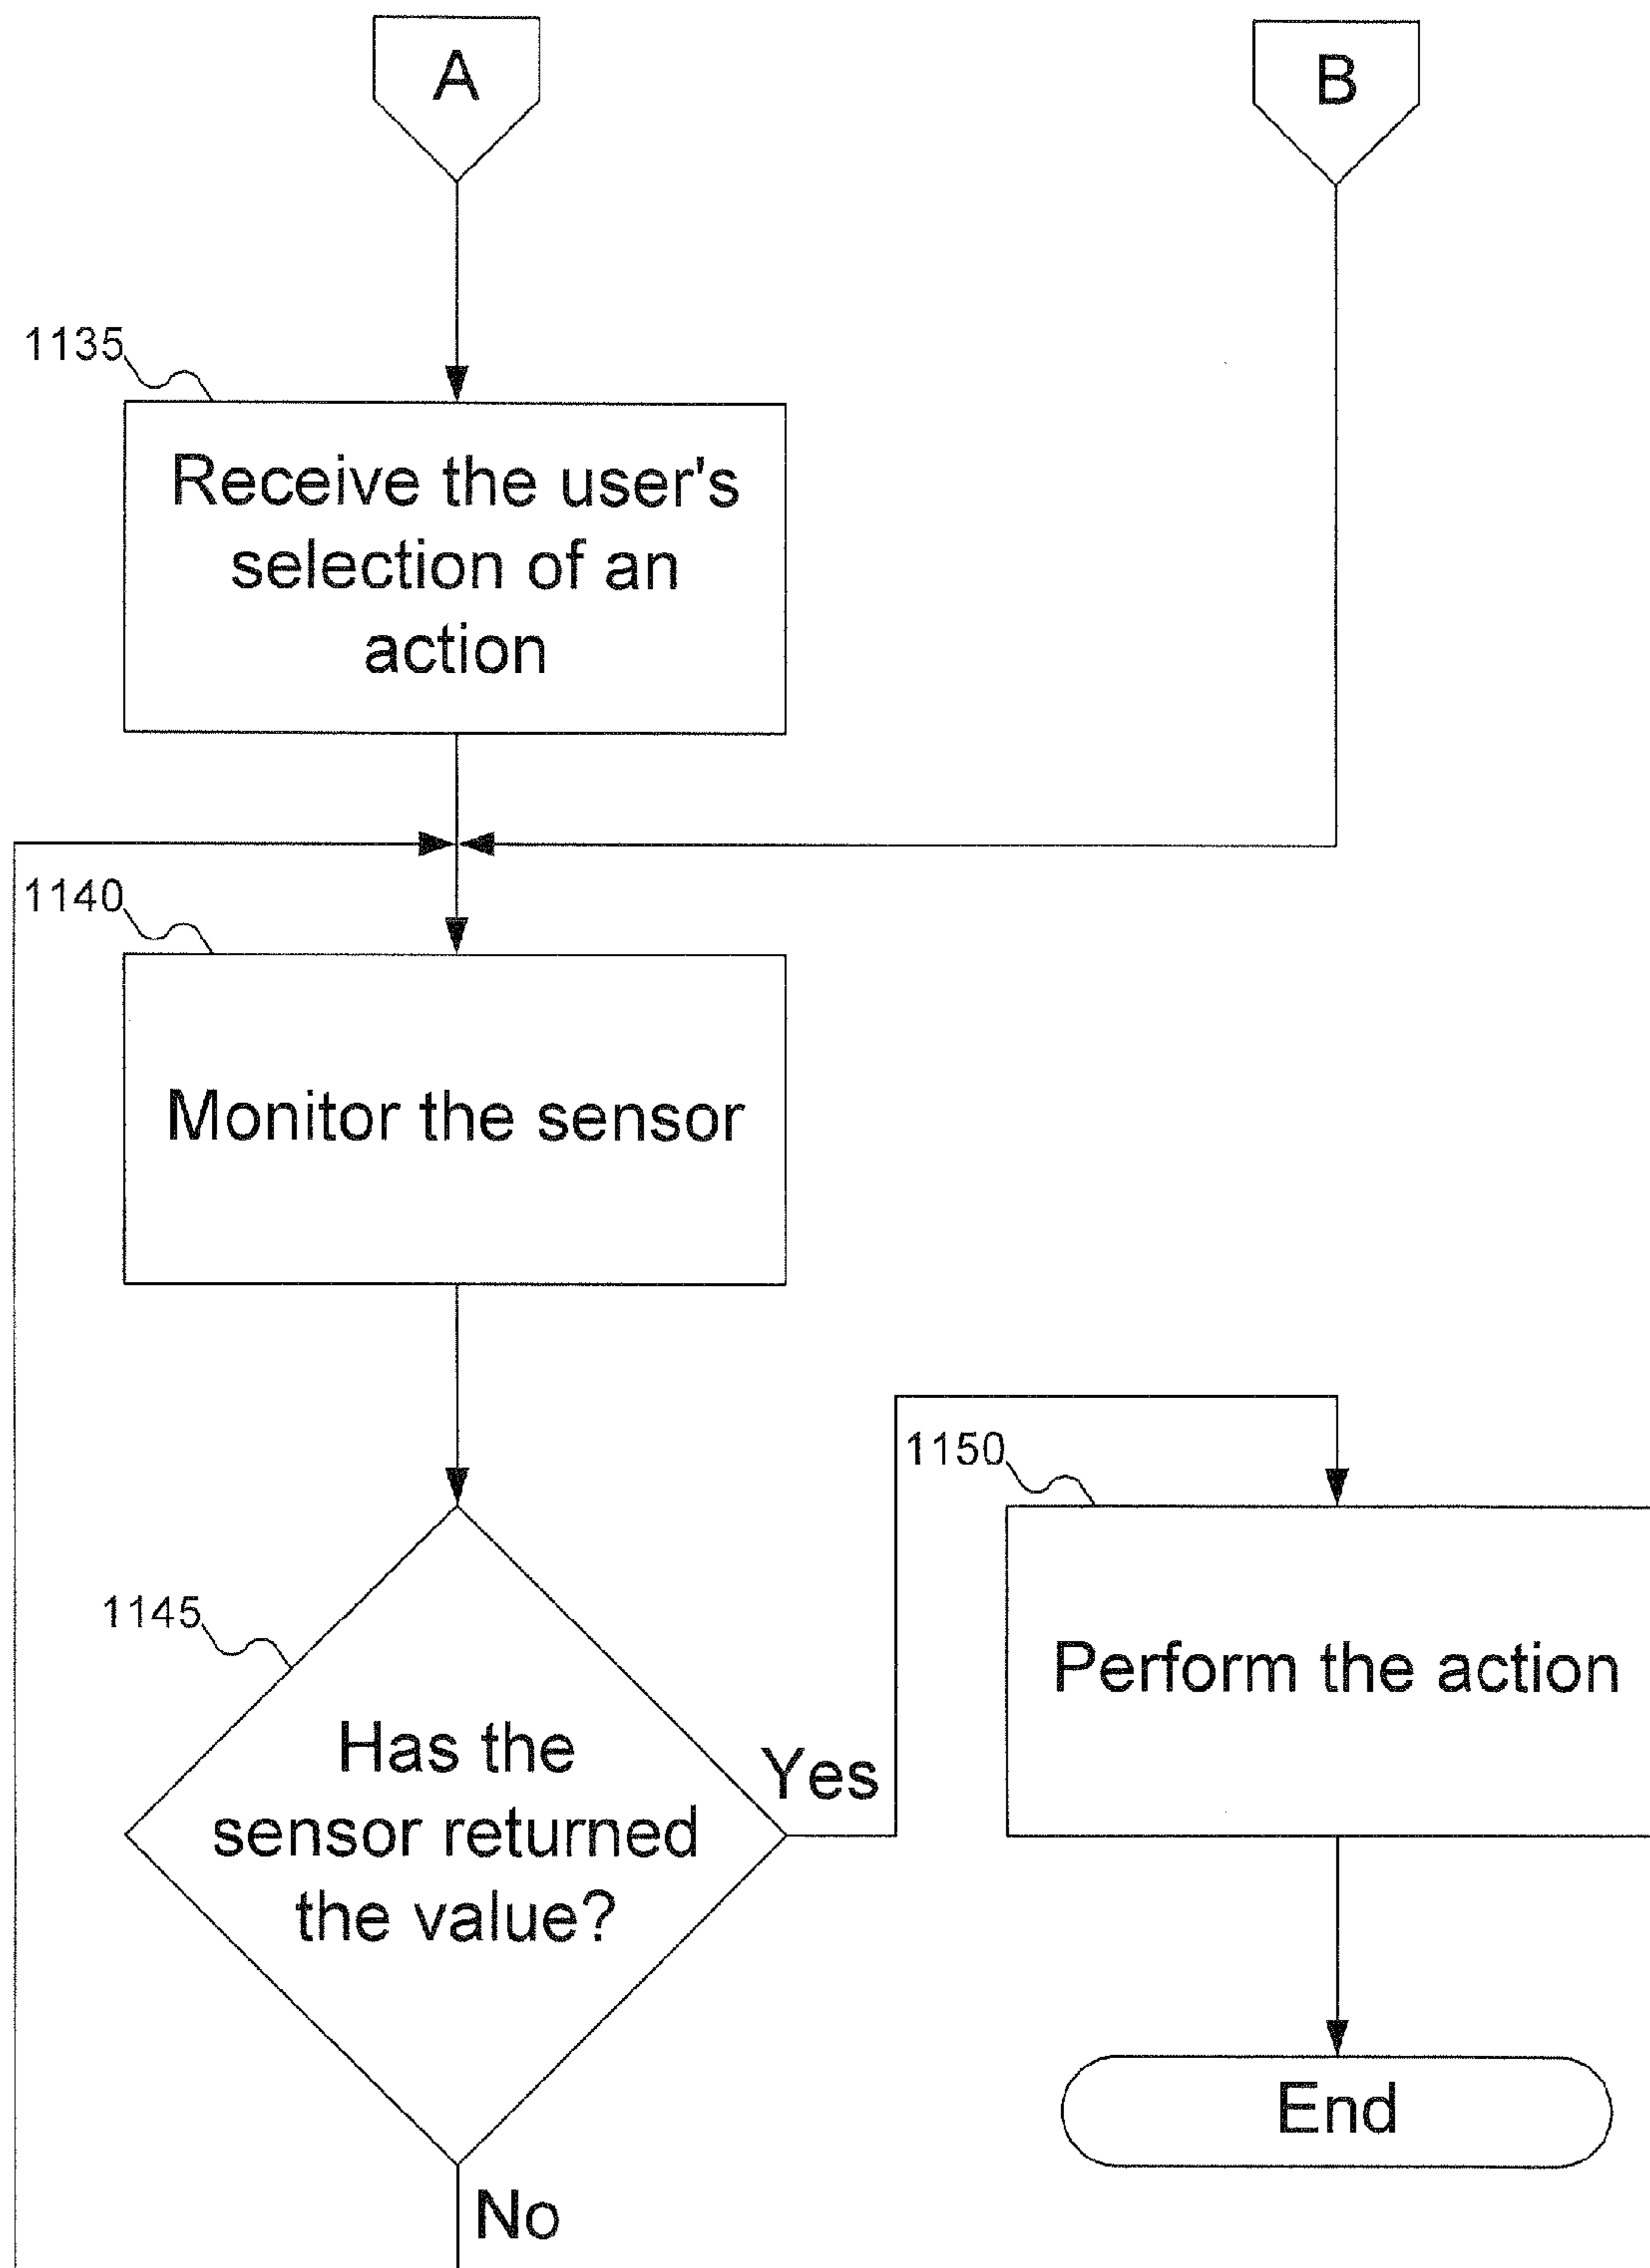 A
B
1135
Receive the user's
selection of an
action
1140
Monitor the sensor
1145
Has the
sensor returned
the value?
Yes
No
1150
Perform the action
End